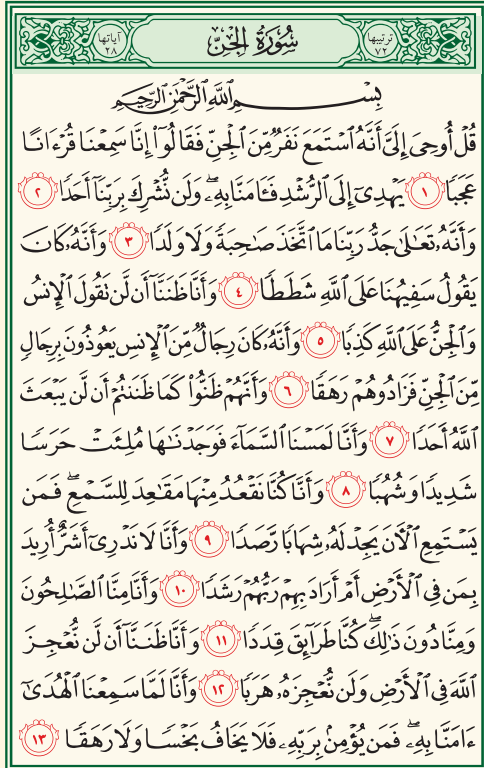 ترتيبها ٧٢ سُورَةُ الجِنِّ آياتها ٢٨
بِسْمِ ٱللَّهِ ٱلرَّحْمَٰنِ ٱلرَّحِيمِ
قُلْ أُوحِىَ إِلَىَّ أَنَّهُ ٱسْتَمَعَ نَفَرٌ مِّنَ ٱلْجِنِّ فَقَالُوٓا۟ إِنَّا سَمِعْنَا قُرْءَانًا
عَجَبًا ١ يَهْدِىٓ إِلَى ٱلرُّشْدِ فَـَٔامَنَّا بِهِۦ ۖ وَلَن نُّشْرِكَ بِرَبِّنَآ أَحَدًا ٢
وَأَنَّهُۥ تَعَٰلَىٰ جَدُّ رَبِّنَا مَا ٱتَّخَذَ صَٰحِبَةً وَلَا وَلَدًا ٣ وَأَنَّهُۥ كَانَ
يَقُولُ سَفِيهُنَا عَلَى ٱللَّهِ شَطَطًا ٤ وَأَنَّا ظَنَنَّآ أَن لَّن تَقُولَ ٱلْإِنسُ
وَٱلْجِنُّ عَلَى ٱللَّهِ كَذِبًا ٥ وَأَنَّهُۥ كَانَ رِجَالٌ مِّنَ ٱلْإِنسِ يَعُوذُونَ بِرِجَالٍ
مِّنَ ٱلْجِنِّ فَزَادُوهُمْ رَهَقًا ٦ وَأَنَّهُمْ ظَنُّوا۟ كَمَا ظَنَنتُمْ أَن لَّن يَبْعَثَ
ٱللَّهُ أَحَدًا ٧ وَأَنَّا لَمَسْنَا ٱلسَّمَآءَ فَوَجَدْنَٰهَا مُلِئَتْ حَرَسًا
شَدِيدًا وَشُهُبًا ٨ وَأَنَّا كُنَّا نَقْعُدُ مِنْهَا مَقَٰعِدَ لِلسَّمْعِ ۖ فَمَن
يَسْتَمِعِ ٱلْـَٔانَ يَجِدْ لَهُۥ شِهَابًا رَّصَدًا ٩ وَأَنَّا لَا نَدْرِىٓ أَشَرٌّ أُرِيدَ
بِمَن فِى ٱلْأَرْضِ أَمْ أَرَادَ بِهِمْ رَبُّهُمْ رَشَدًا ١٠ وَأَنَّا مِنَّا ٱلصَّٰلِحُونَ
وَمِنَّا دُونَ ذَٰلِكَ ۖ كُنَّا طَرَآئِقَ قِدَدًا ١١ وَأَنَّا ظَنَنَّآ أَن لَّن نُّعْجِزَ
ٱللَّهَ فِى ٱلْأَرْضِ وَلَن نُّعْجِزَهُۥ هَرَبًا ١٢ وَأَنَّا لَمَّا سَمِعْنَا ٱلْهُدَىٰٓ
ءَامَنَّا بِهِۦ ۖ فَمَن يُؤْمِنۢ بِرَبِّهِۦ فَلَا يَخَافُ بَخْسًا وَلَا رَهَقًا ١٣